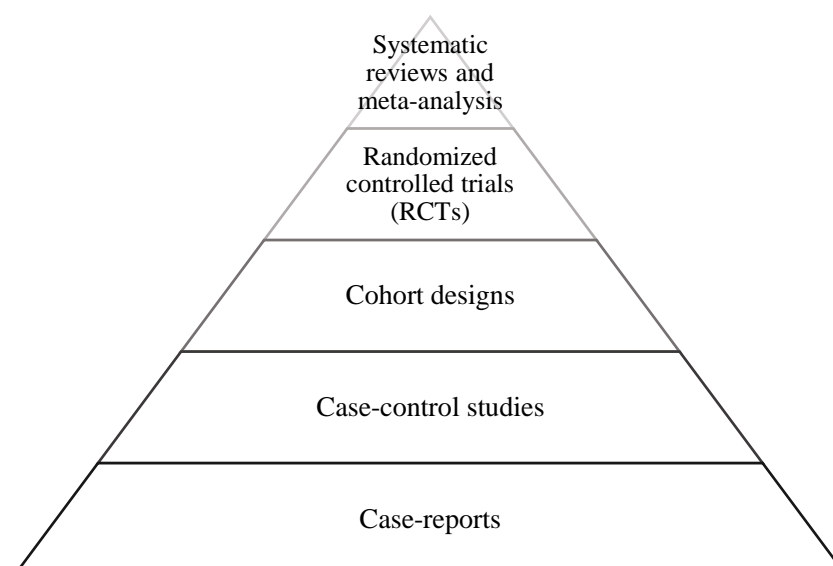 Systematic
reviews and
meta-analysis
Randomized
controlled trials
(RCTs)
Cohort designs
Case-control studies
Case-reports